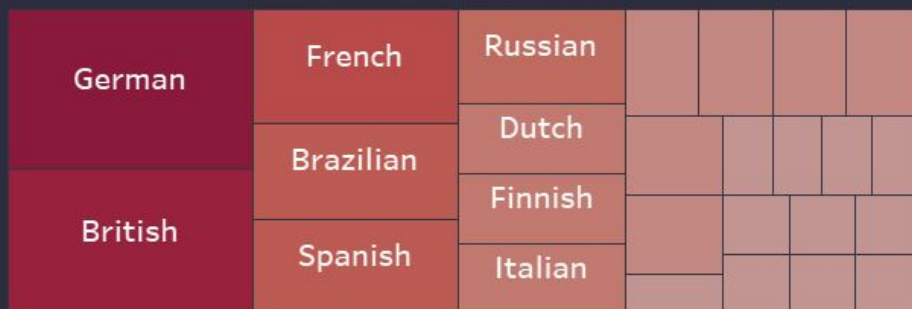 German
British
French
Brazilian
Spanish
Russian
Dutch
Finnish
Italian